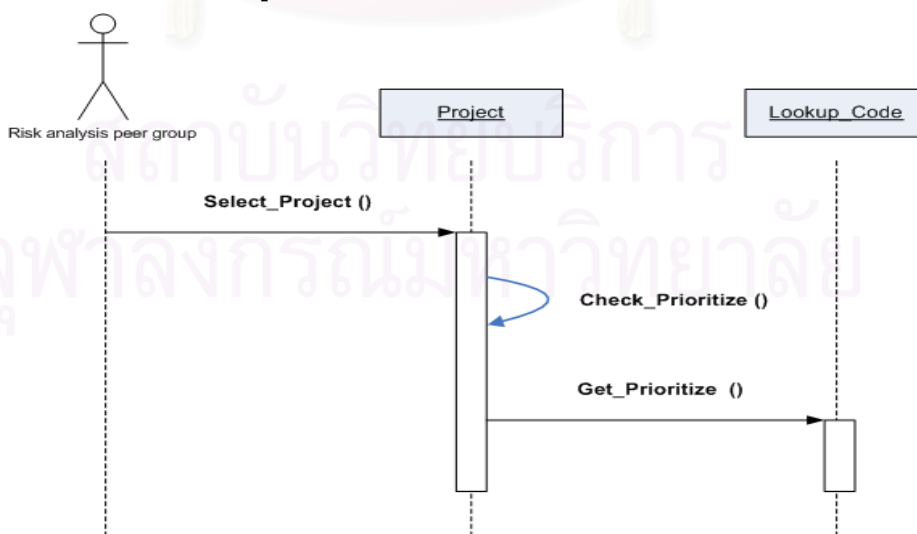 Project
Lookup_Code
Risk analysis peer group
สถาบันวิทยบริการ
Select_Project ()
จุฬาลงกรณ์มหาวิทยาลัย
Check_Prioritize ()
Get_Prioritize ()